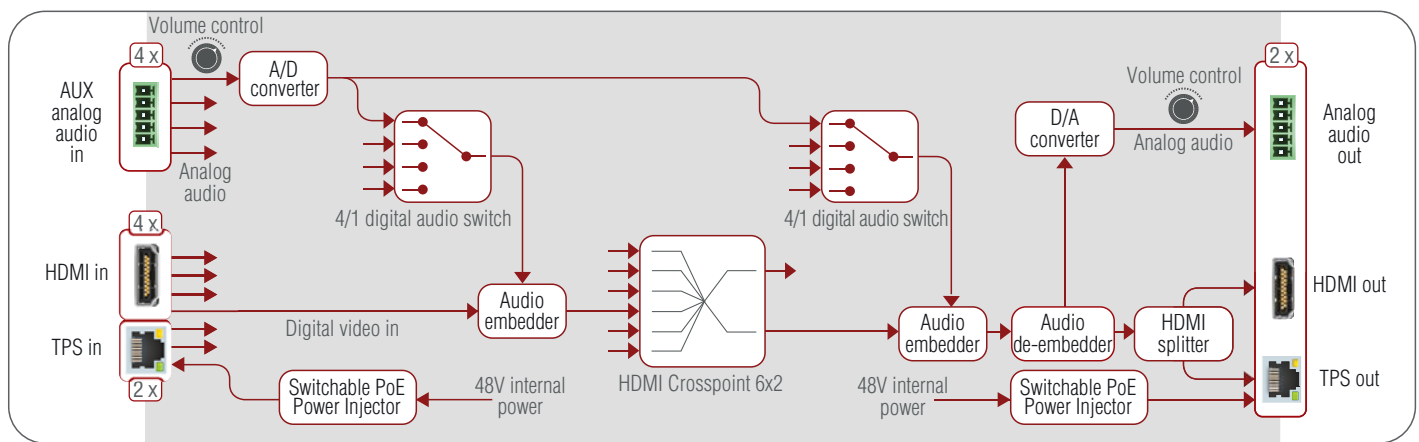 Volume control
4 x
AUX
analog
audio
in
A/D
converter
Analog
audio
4/1 digital audio switch
4 x
HDMI in
Digital video in
TPS in
2 x
Audio
embedder
Switchable PoE
Power Injector
48V internal
power
HDMI Crosspoint 6x2
4/1 digital audio switch
Audio
embedder
Audio
de-embedder
HDMI
splitter
D/A
converter
Volume control
Analog audio
48V internal
power
Switchable PoE
Power Injector
2 x
Analog
audio
out
HDMI out
TPS out